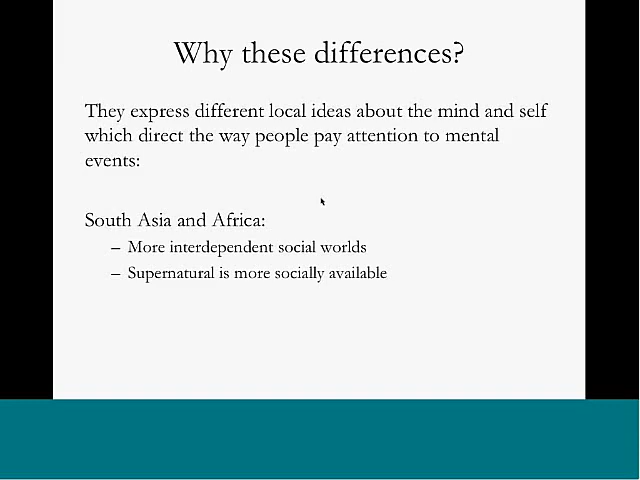 Why these differences?
They express different local ideas about the mind and self
which direct the way people pay attention to mental
events:
South Asia and Africa:
– More interdependent social worlds
– Supernatural is more socially available